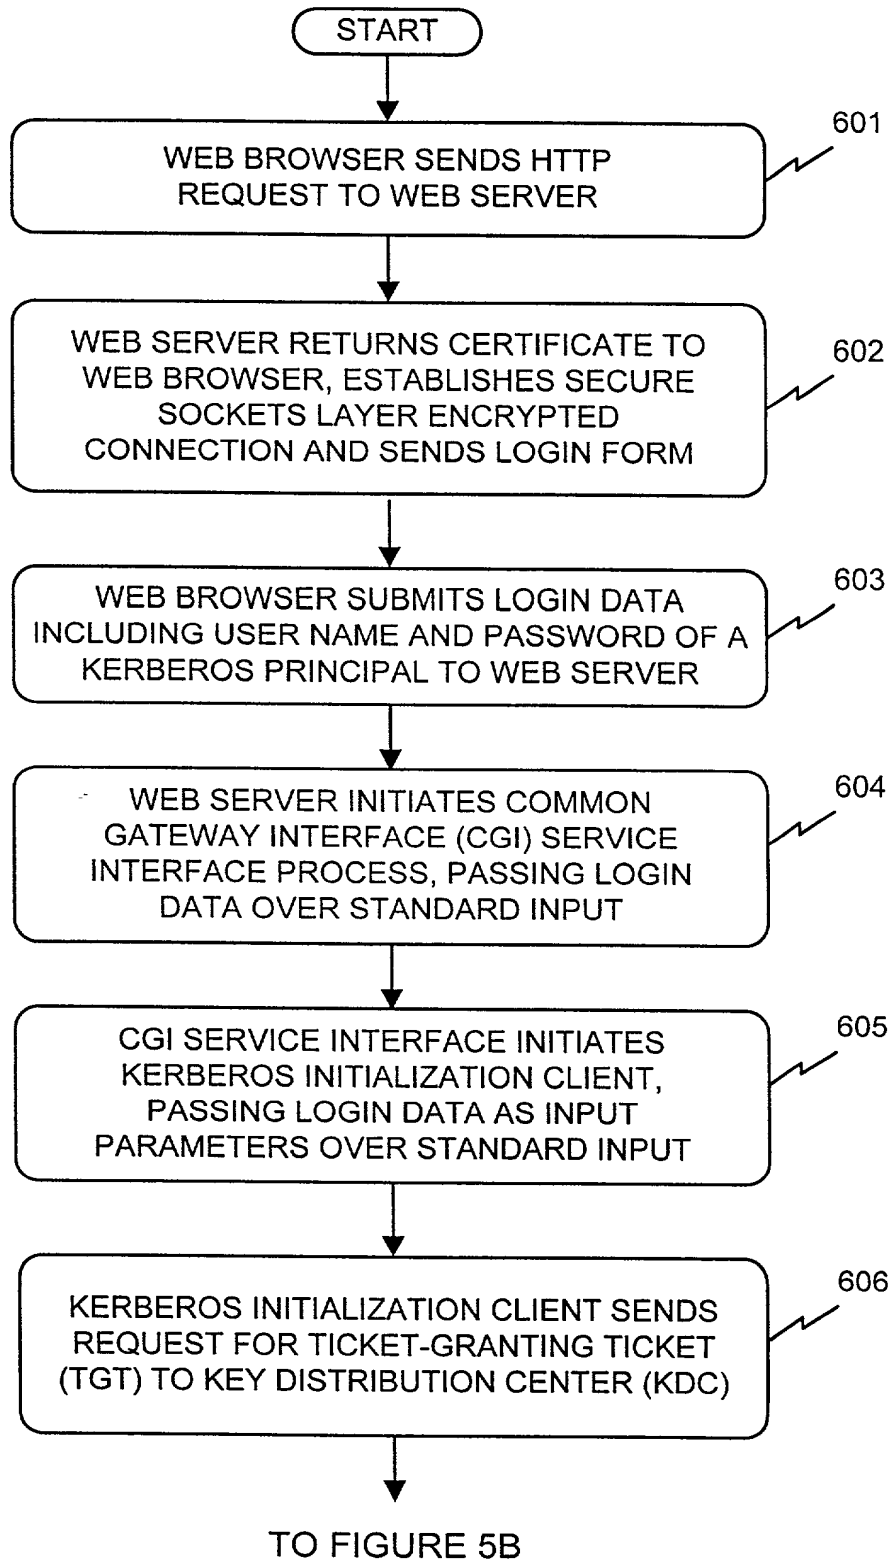 START
601
WEB BROWSER SENDS HTTP
REQUEST TO WEB SERVER
602
WEB SERVER RETURNS CERTIFICATE TO
WEB BROWSER, ESTABLISHES SECURE
SOCKETS LAYER ENCRYPTED
CONNECTION AND SENDS LOGIN FORM
603
WEB BROWSER SUBMITS LOGIN DATA
INCLUDING USER NAME AND PASSWORD OF A
KERBEROS PRINCIPAL TO WEB SERVER
604
WEB SERVER INITIATES COMMON
GATEWAY INTERFACE (CGI) SERVICE
INTERFACE PROCESS, PASSING LOGIN
DATA OVER STANDARD INPUT
605
CGI SERVICE INTERFACE INITIATES
KERBEROS INITIALIZATION CLIENT,
PASSING LOGIN DATA AS INPUT
PARAMETERS OVER STANDARD INPUT
606
KERBEROS INITIALIZATION CLIENT SENDS
REQUEST FOR TICKET-GRANTING TICKET
(TGT) TO KEY DISTRIBUTION CENTER (KDC)
TO FIGURE 5B